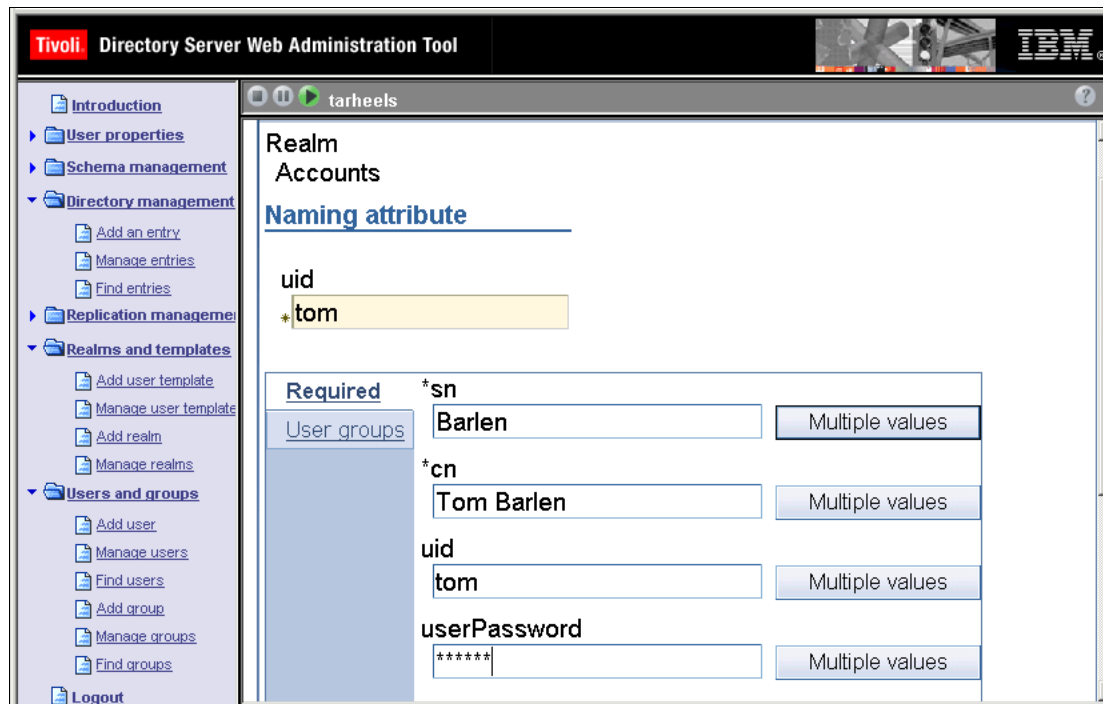 Tivoli. Directory Server Web Administration Tool
IBM®
Introduction
User properties
Schema management
Directory management
Add an entry
Manage entries
Find entries
Replication manageme
Realms and templates
Add user template
Manage user template
Add realm
Manage realms
Users and groups
Add user
Manage users
Find users
Add group
Manage groups
Find groups
Logout
tarheels
?
Realm
Accounts
Naming attribute
uid
*tom
Required
User groups
*sn
Barlen Multiple values
*cn
Tom Barlen Multiple values
uid
tom Multiple values
userPassword
****** Multiple values